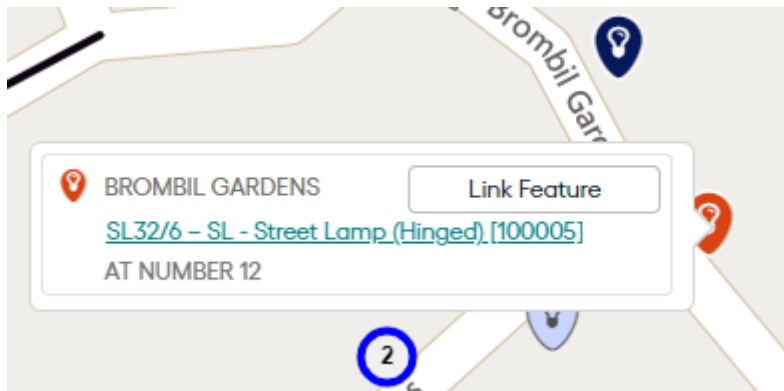 Brombil Gar
BROMBIL GARDENS
Link Feature
SL32/6 – SL - Street Lamp (Hinged) [100005]
AT NUMBER 12
2